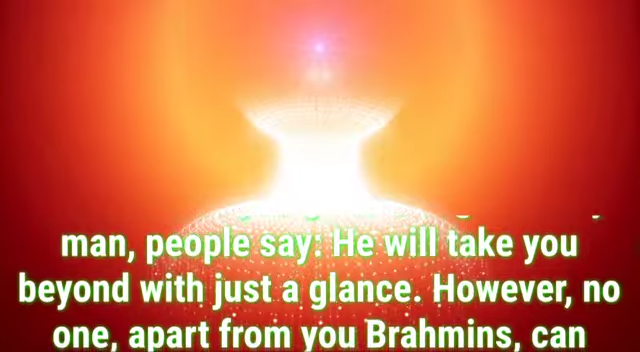 man, people say: He will take you
beyond with just a glance. However, no
one, apart from you Brahmins, can